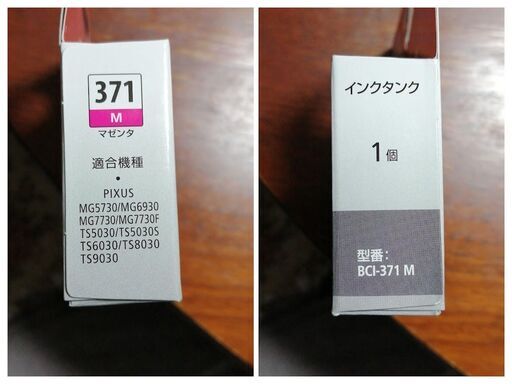 371
M
マゼンタ
適合機種
•
PIXUS
MG5730/MG6930
MG7730/MG7730F
TS5030/TS5030S
TS6030/TS8030
TS9030
インクタンク
1個
型番:
BCI-371 M